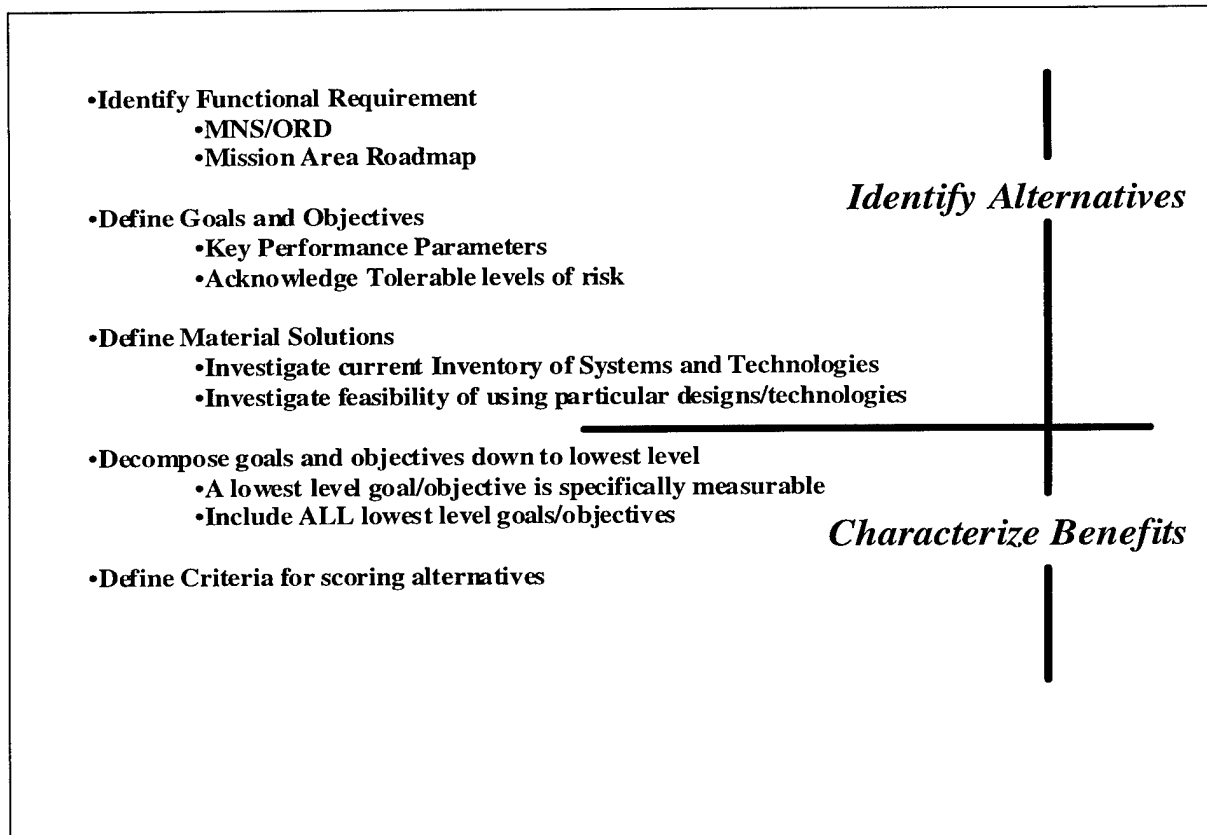 •Identify Functional Requirement
•MNS/ORD
•Mission Area Roadmap
Identify Alternatives
•Define Goals and Objectives
•Key Performance Parameters
•Acknowledge Tolerable levels of risk
•Define Material Solutions
•Investigate current Inventory of Systems and Technologies
•Investigate feasibility of using particular designs/technologies
•Decompose goals and objectives down to lowest level
•A lowest level goal/objective is specifically measurable
•Include ALL lowest level goals/objectives
Characterize Benefits
•Define Criteria for scoring alternatives